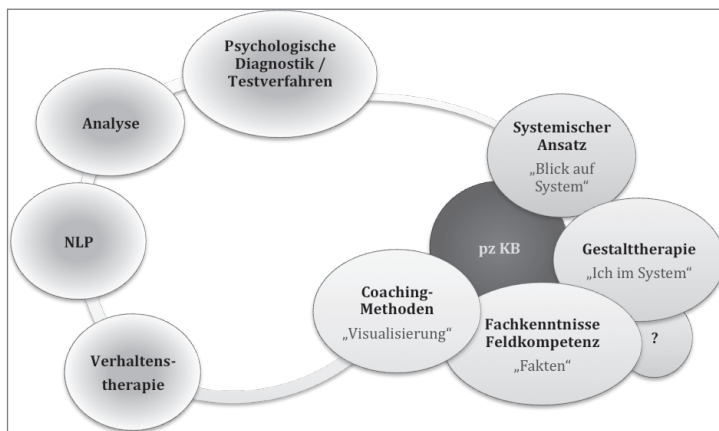 Psychologische
Diagnostik /
Testverfahren
Analyse
NLP
Verhaltens-
therapie
Systemischer
Ansatz
„Blick auf
System“
pz KB
Gestalttherapie
„Ich im System“
Coaching-
Methoden
„Visualisierung“
Fachkenntnisse
Feldkompetenz
„Fakten“
?